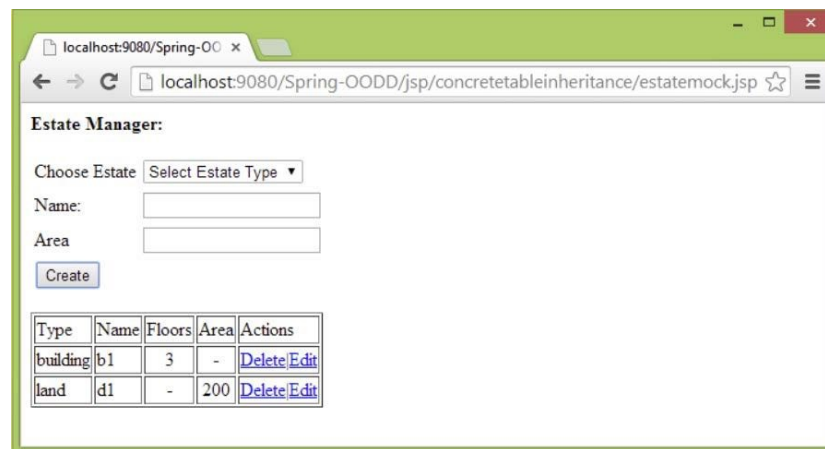 localhost:9080/Spring-OO
localhost:9080/Spring-OODD/jsp/concretetableinheritance/estatemock.jsp
Estate Manager:
Choose Estate Select Estate Type
Name:
Area
Create
Type Name Floors Area Actions
building b1 3 - Delete|Edit
land d1 - 200 Delete|Edit